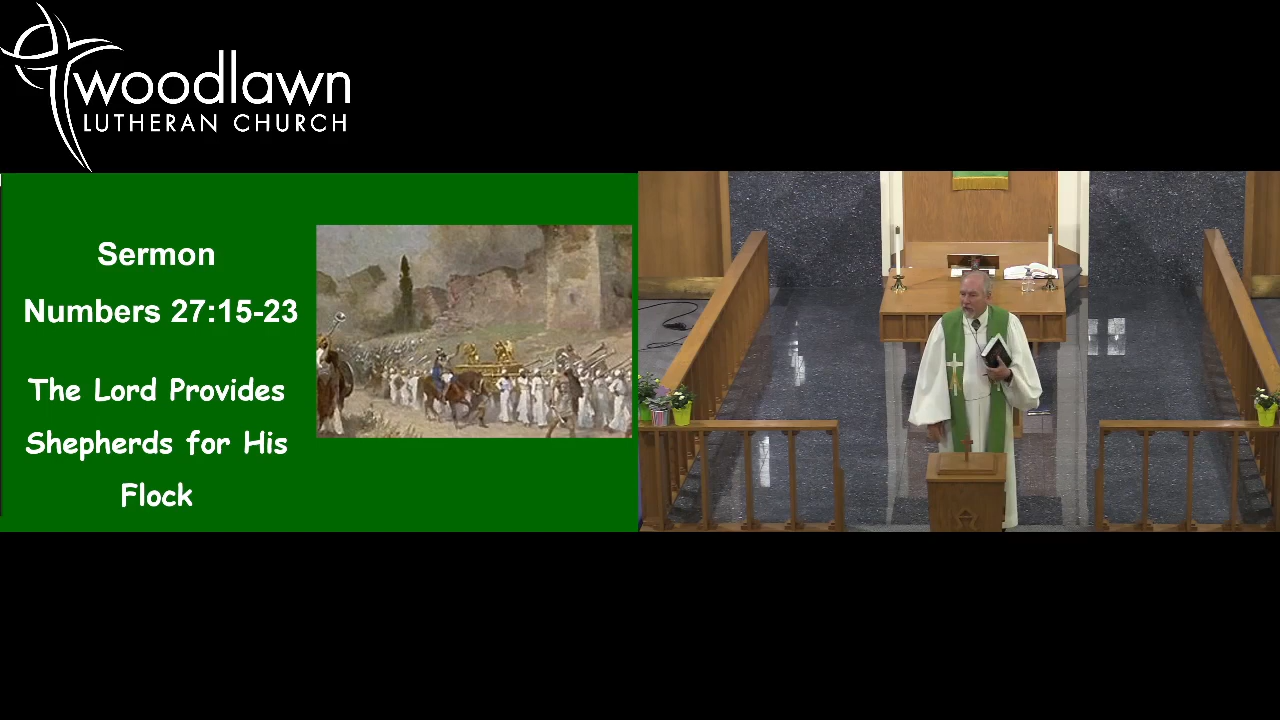 woodlawn
LUTHERAN CHURCH
Sermon
Numbers 27:15-23
The Lord Provides
Shepherds for His
Flock